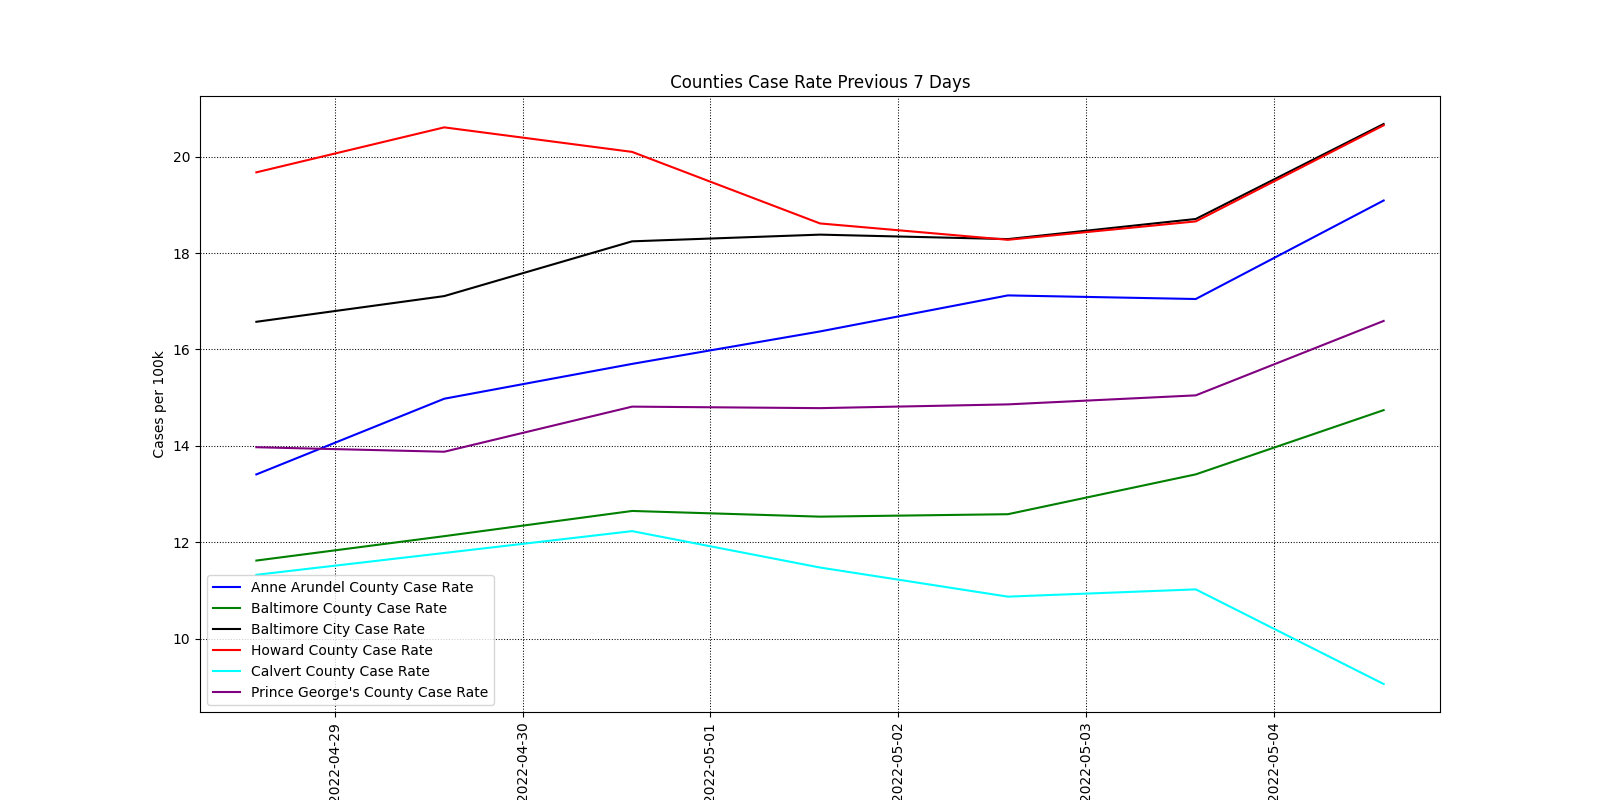 Counties Case Rate Previous 7 Days
Cases per 100k
20
18
16
14
12
10
Anne Arundel County Case Rate
Baltimore County Case Rate
Baltimore City Case Rate
Howard County Case Rate
Calvert County Case Rate
Prince George's County Case Rate
2022-04-29
2022-04-30
2022-05-01
2022-05-02
2022-05-03
2022-05-04